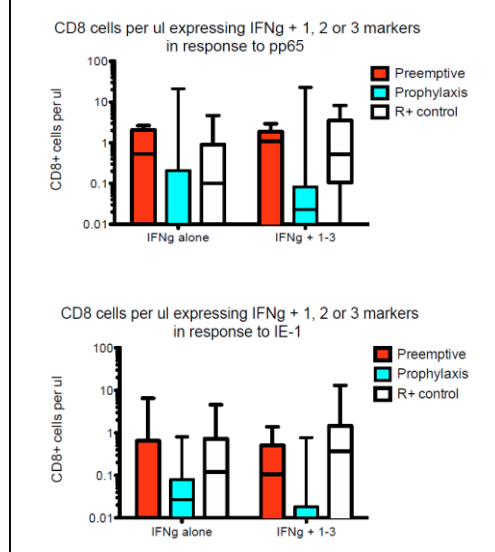 CD8 cells per ul expressing IFNg + 1, 2 or 3 markers
in response to pp65
100
10
1
0.1
0.01
CD8+ cells per ul
IFNg alone
IFNg + 1-3
Preemptive
Prophylaxis
R+ control
CD8 cells per ul expressing IFNg + 1, 2 or 3 markers
in response to IE-1
100
10
1
0.1
0.01
CD8+ cells per ul
IFNg alone
IFNg + 1-3
Preemptive
Prophylaxis
R+ control